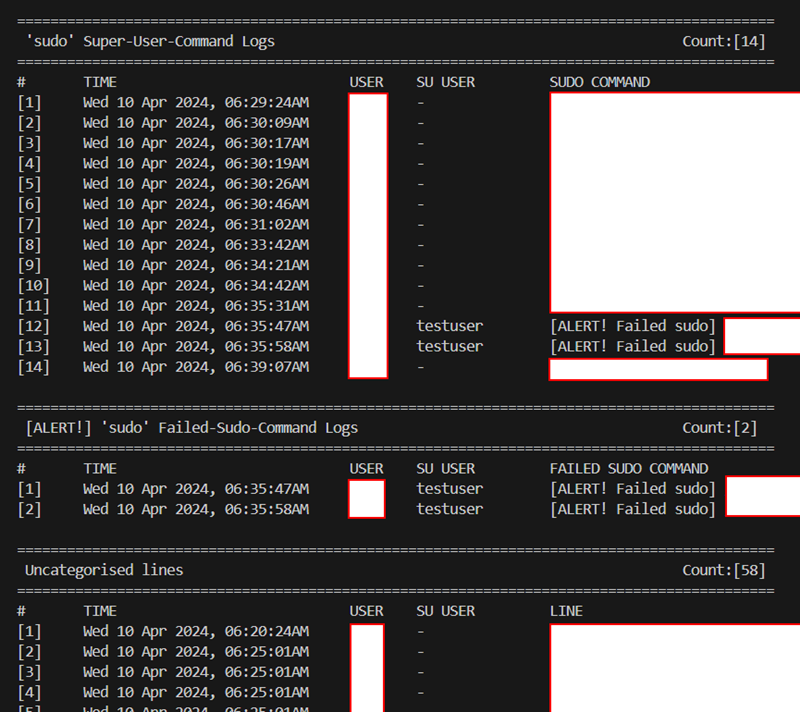 ================================================================================
'sudo' Super-User-Command Logs Count:[14]
================================================================================
# TIME USER SU USER SUDO COMMAND
[1] Wed 10 Apr 2024, 06:29:24AM -
[2] Wed 10 Apr 2024, 06:30:09AM -
[3] Wed 10 Apr 2024, 06:30:17AM -
[4] Wed 10 Apr 2024, 06:30:19AM -
[5] Wed 10 Apr 2024, 06:30:26AM -
[6] Wed 10 Apr 2024, 06:30:46AM -
[7] Wed 10 Apr 2024, 06:31:02AM -
[8] Wed 10 Apr 2024, 06:33:42AM -
[9] Wed 10 Apr 2024, 06:34:21AM -
[10] Wed 10 Apr 2024, 06:34:42AM -
[11] Wed 10 Apr 2024, 06:35:31AM -
[12] Wed 10 Apr 2024, 06:35:47AM testuser [ALERT! Failed sudo]
[13] Wed 10 Apr 2024, 06:35:58AM testuser [ALERT! Failed sudo]
[14] Wed 10 Apr 2024, 06:39:07AM -
================================================================================
[ALERT!] 'sudo' Failed-Sudo-Command Logs Count:[2]
================================================================================
# TIME USER SU USER FAILED SUDO COMMAND
[1] Wed 10 Apr 2024, 06:35:47AM testuser [ALERT! Failed sudo]
[2] Wed 10 Apr 2024, 06:35:58AM testuser [ALERT! Failed sudo]
================================================================================
Uncategorised lines Count:[58]
================================================================================
# TIME USER SU USER LINE
[1] Wed 10 Apr 2024, 06:20:24AM -
[2] Wed 10 Apr 2024, 06:25:01AM -
[3] Wed 10 Apr 2024, 06:25:01AM -
[4] Wed 10 Apr 2024, 06:25:01AM -